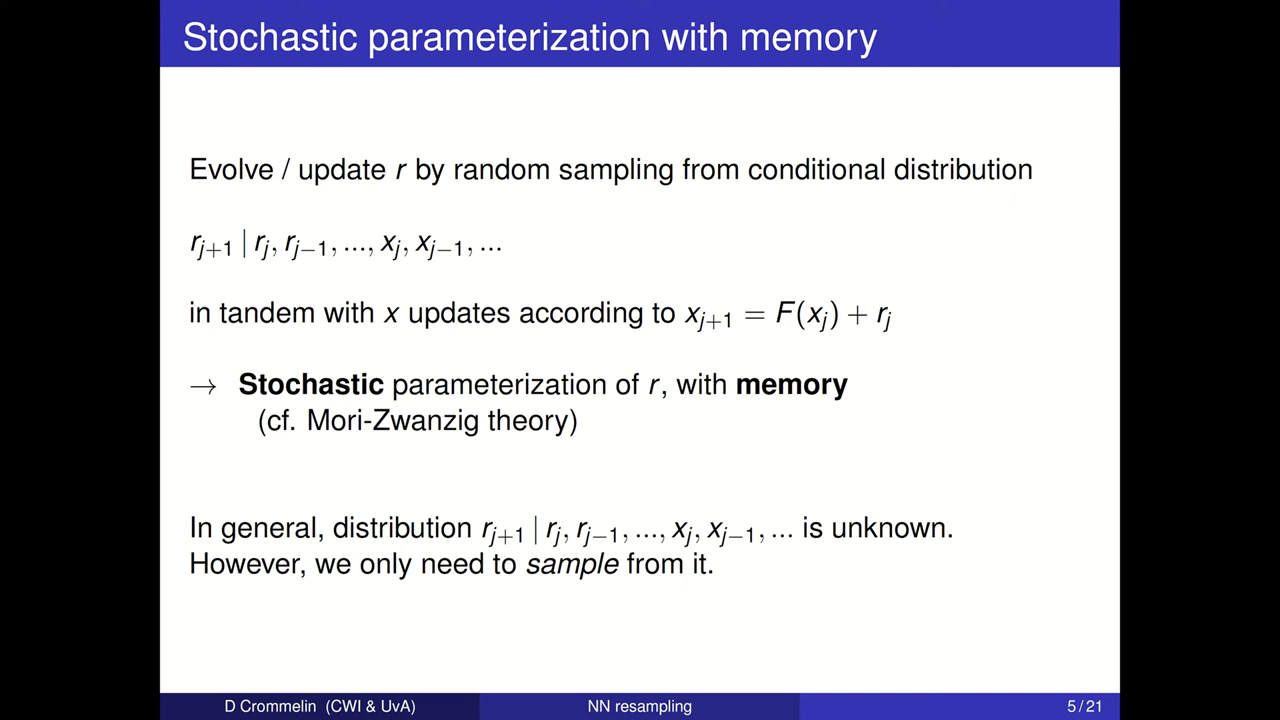 Stochastic parameterization with memory
Evolve / update r by random sampling from conditional distribution
r_{j+1} | r_j, r_{j−1}, ..., x_j, x_{j−1}, ...
in tandem with x updates according to x_{j+1} = F(x_j) + r_j
→ Stochastic parameterization of r, with memory
(cf. Mori-Zwanzig theory)
In general, distribution r_{j+1} | r_j, r_{j−1}, ..., x_j, x_{j−1}, ... is unknown.
However, we only need to sample from it.
D Crommelin (CWI & UvA) NN resampling 5 / 21